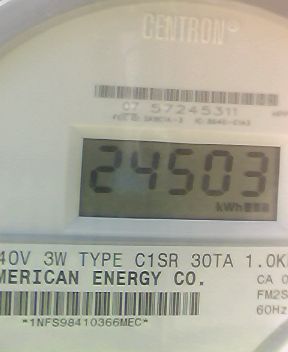 CENTRON®
07 57245311
24503
kWh
40V 3W TYPE C1SR 30TA 1.0K
MERICAN ENERGY CO.
CA 0
FM2S
60Hz
*1NFS98410366MEC*